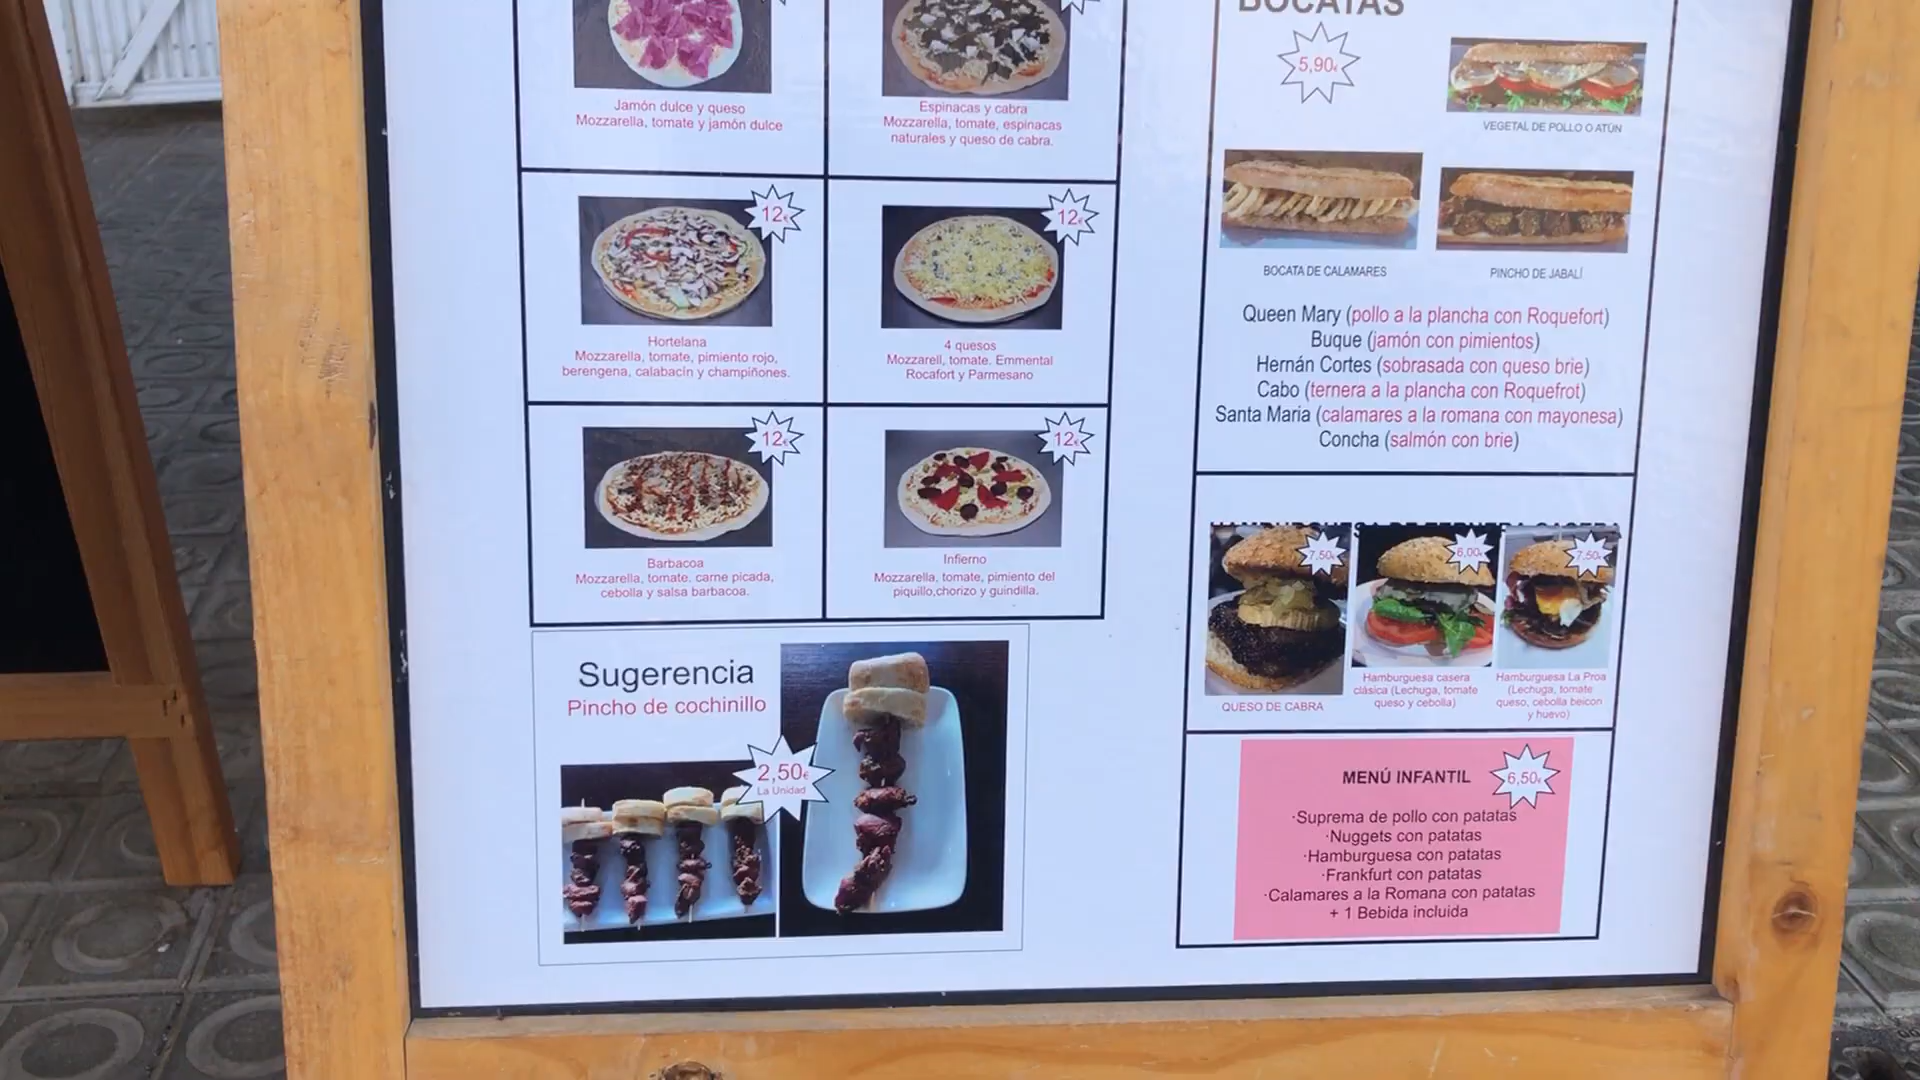 Jamón dulce y queso
Mozzarella, tomate y jamón dulce
Espinacas y cabra
Mozzarella, tomate, espinacas
naturales y queso de cabra.
12€
Hortelana
Mozzarella, tomate, pimiento rojo,
berengena, calabacín y champiñones.
12€
4 quesos
Mozzarell, tomate. Emmental
Rocafort y Parmesano
12€
Barbacoa
Mozzarella, tomate. carne picada,
cebolla y salsa barbacoa.
12€
Infierno
Mozzarella, tomate, pimiento del
piquillo,chorizo y guindilla.
Sugerencia
Pincho de cochinillo
2,50€
La Unidad
BOCATAS
5,90€
VEGETAL DE POLLO O ATÚN
BOCATA DE CALAMARES
PINCHO DE JABALÍ
Queen Mary (pollo a la plancha con Roquefort)
Buque (jamón con pimientos)
Hernán Cortes (sobrasada con queso brie)
Cabo (ternera a la plancha con Roquefrot)
Santa Maria (calamares a la romana con mayonesa)
Concha (salmón con brie)
7,50€
QUESO DE CABRA
6,00€
Hamburguesa casera
clásica (Lechuga, tomate
queso y cebolla)
7,50€
Hamburguesa La Proa
(Lechuga, tomate
queso, cebolla beicon
y huevo)
MENÚ INFANTIL
6,50€
·Suprema de pollo con patatas
·Nuggets con patatas
·Hamburguesa con patatas
·Frankfurt con patatas
·Calamares a la Romana con patatas
+ 1 Bebida incluida